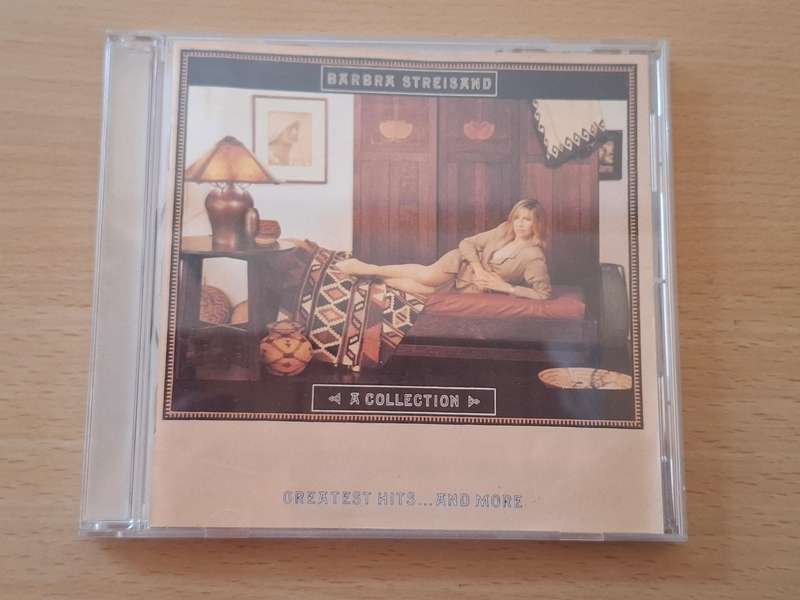 BARBRA STREISAND
A COLLECTION
GREATEST HITS...AND MORE